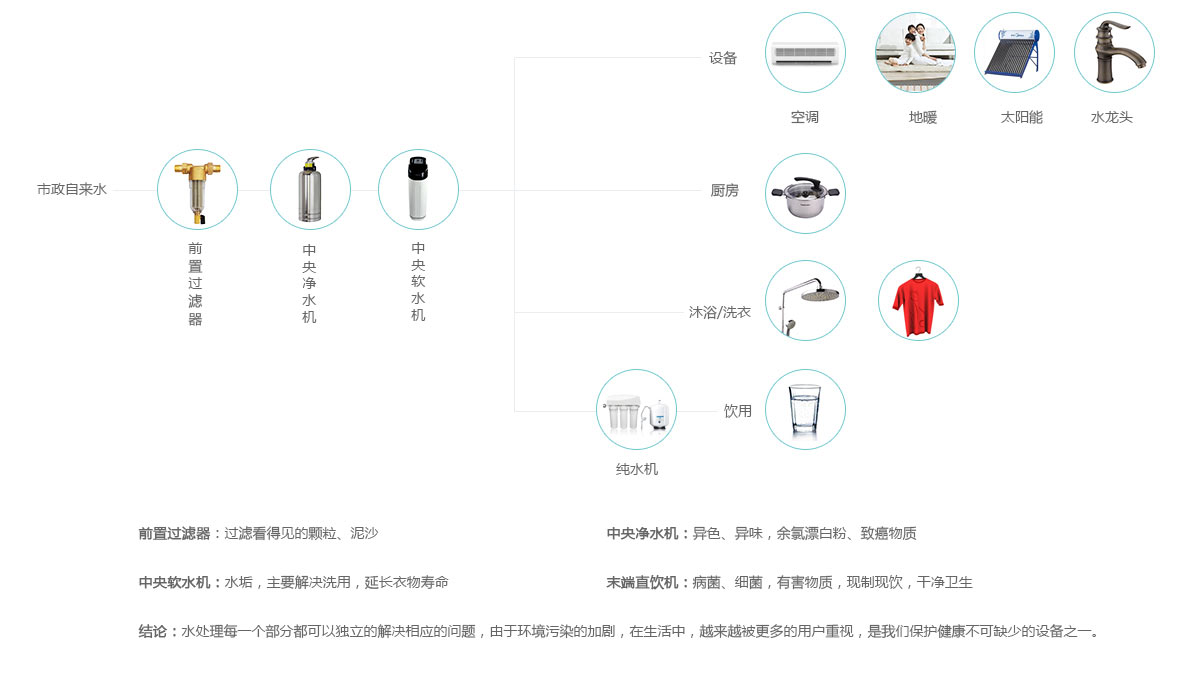 设备
空调
地暖
太阳能
水龙头
市政自来水
前置过滤器
中央净水机
中央软水机
厨房
沐浴/洗衣
纯水机
饮用
前置过滤器：过滤看得见的颗粒、泥沙
中央净水机：异色、异味，余氯漂白粉、致癌物质
中央软水机：水垢，主要解决洗用，延长衣物寿命
末端直饮机：病菌、细菌，有害物质，现制现饮，干净卫生
结论：水处理每一个部分都可以独立的解决相应的问题，由于环境污染的加剧，在生活中，越来越被更多的用户重视，是我们保护健康不可缺少的设备之一。